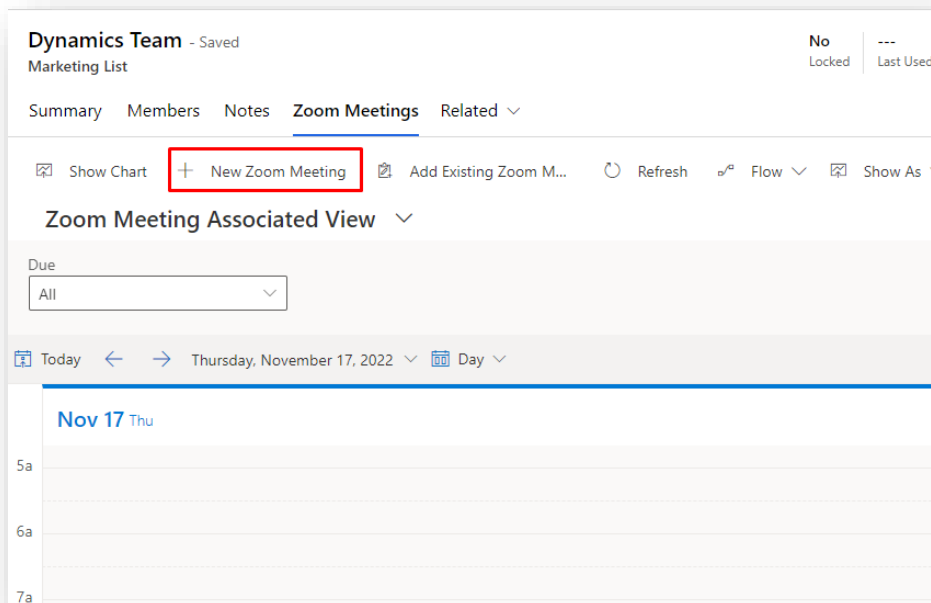 Dynamics Team - Saved
No
---
Marketing List
Locked
Last Used
Summary Members Notes Zoom Meetings Related
Show Chart New Zoom Meeting Add Existing Zoom M... Refresh Flow Show As
Zoom Meeting Associated View
Due
All
Today Thursday, November 17, 2022 Day
Nov 17 Thu
5a
6a
7a